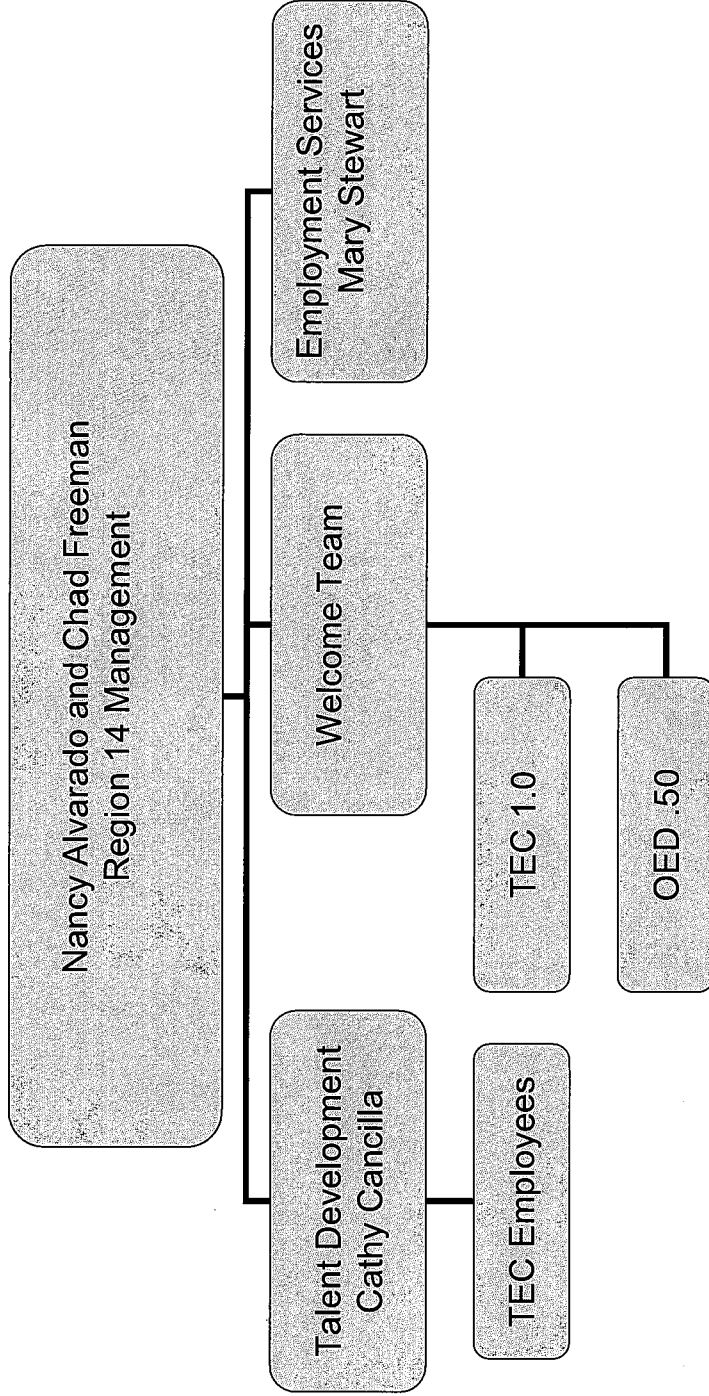 Nancy Alvarado and Chad Freeman
Region 14 Management
Talent Development
Cathy Cancilla
Welcome Team
Employment Services
Mary Stewart
TEC Employees
TEC 1.0
OED .50